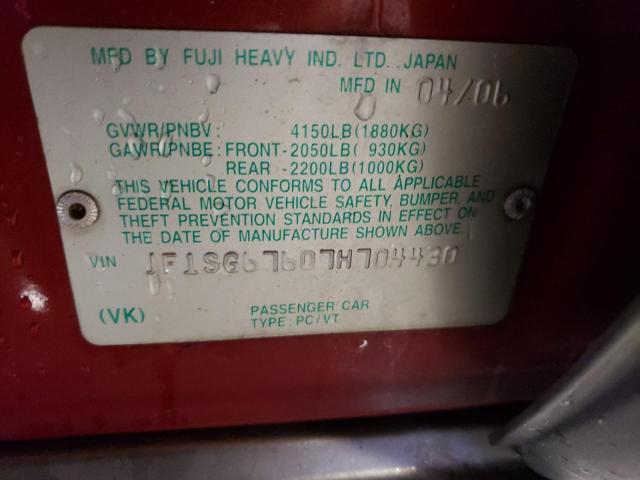 MFD BY FUJI HEAVY IND. LTD. JAPAN
MFD IN 04/06
GVWR/PNBV: 4150LB(1880KG)
GAWR/PNBE: FRONT-2050LB( 930KG)
REAR -2200LB(1000KG)
THIS VEHICLE CONFORMS TO ALL APPLICABLE
FEDERAL MOTOR VEHICLE SAFETY, BUMPER, AND
THEFT PREVENTION STANDARDS IN EFFECT ON
THE DATE OF MANUFACTURE SHOWN ABOVE.
VIN JF1SG67607H704430
PASSENGER CAR
(VK) TYPE: PC/VT